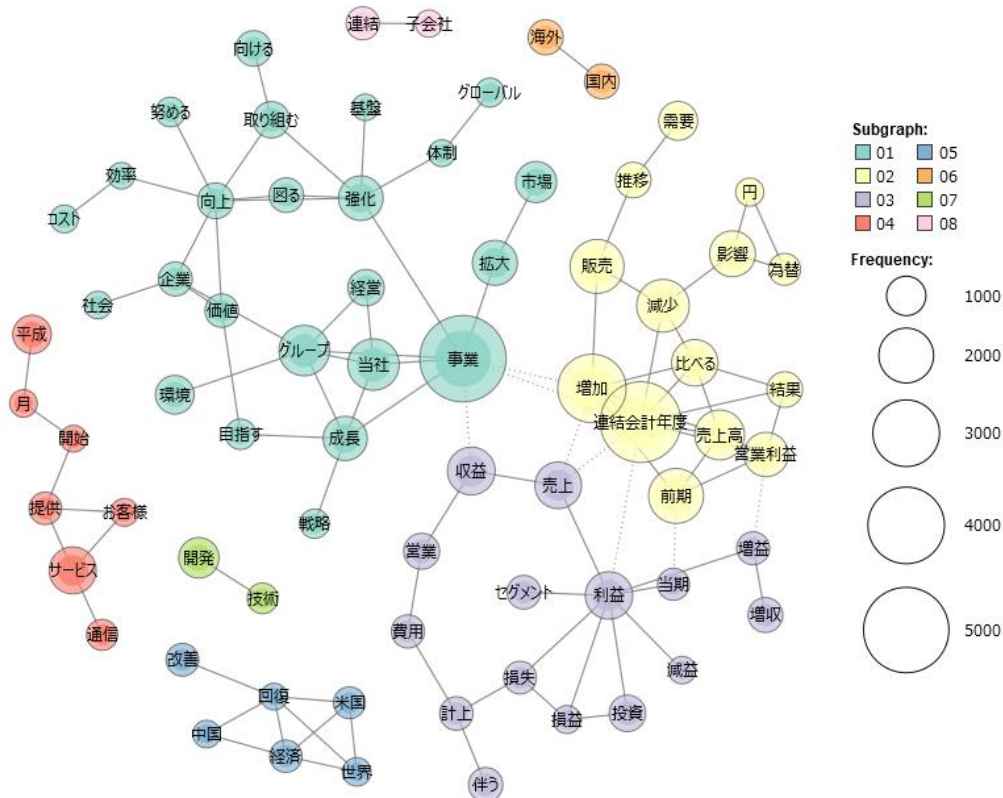 連結
子会社
海外
国内
向ける
グローバル
努める
取り組む
基盤
需要
体制
効率
推移
市場
向上
図る
強化
円
コスト
影響
為替
拡大
販売
企業
経営
社会
価値
減少
平成
グループ
当社
事業
比べる
環境
増加
結果
月
連結会計年度
開始
目指す
成長
売上高
営業利益
収益
売上
前期
提供
お客様
戦略
サービス
開発
営業
増益
技術
セグメント
利益
当期
通信
費用
増収
改善
損失
減益
回復
米国
計上
損益
投資
中国
経済
世界
伴う
Subgraph:
01 05
02 06
03 07
04 08
Frequency:
1000
2000
3000
4000
5000